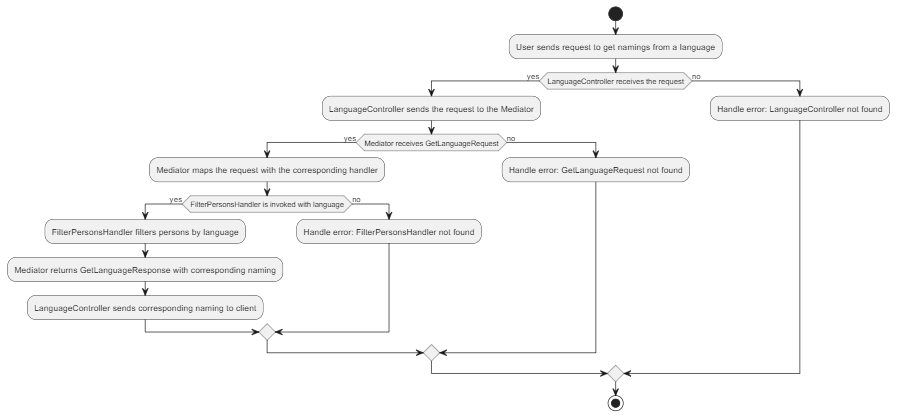 User sends request to get namings from a language
yes
LanguageController receives the request
no
LanguageController sends the request to the Mediator
Handle error: LanguageController not found
yes
Mediator receives GetLanguageRequest
no
Mediator maps the request with the corresponding handler
Handle error: GetLanguageRequest not found
yes
FilterPersonsHandler is invoked with language
no
FilterPersonsHandler filters persons by language
Handle error: FilterPersonsHandler not found
Mediator returns GetLanguageResponse with corresponding naming
LanguageController sends corresponding naming to client